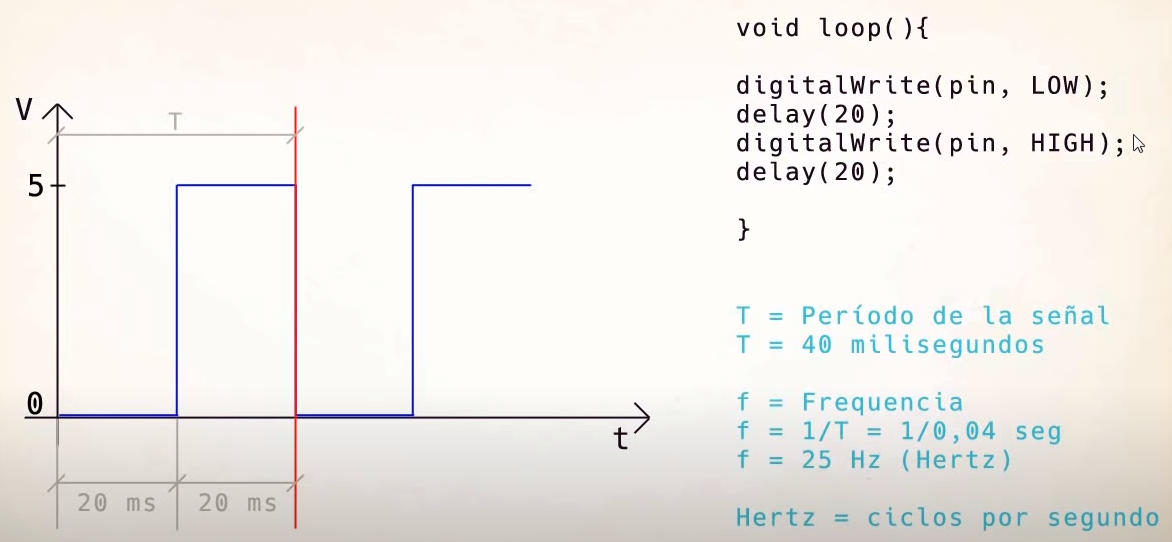 V
T
5
0
t
20 ms
20 ms
void loop(){
digitalWrite(pin, LOW);
delay(20);
digitalWrite(pin, HIGH);
delay(20);
}
T = Período de la señal
T = 40 milisegundos
f = Frequencia
f = 1/T = 1/0,04 seg
f = 25 Hz (Hertz)
Hertz = ciclos por segundo